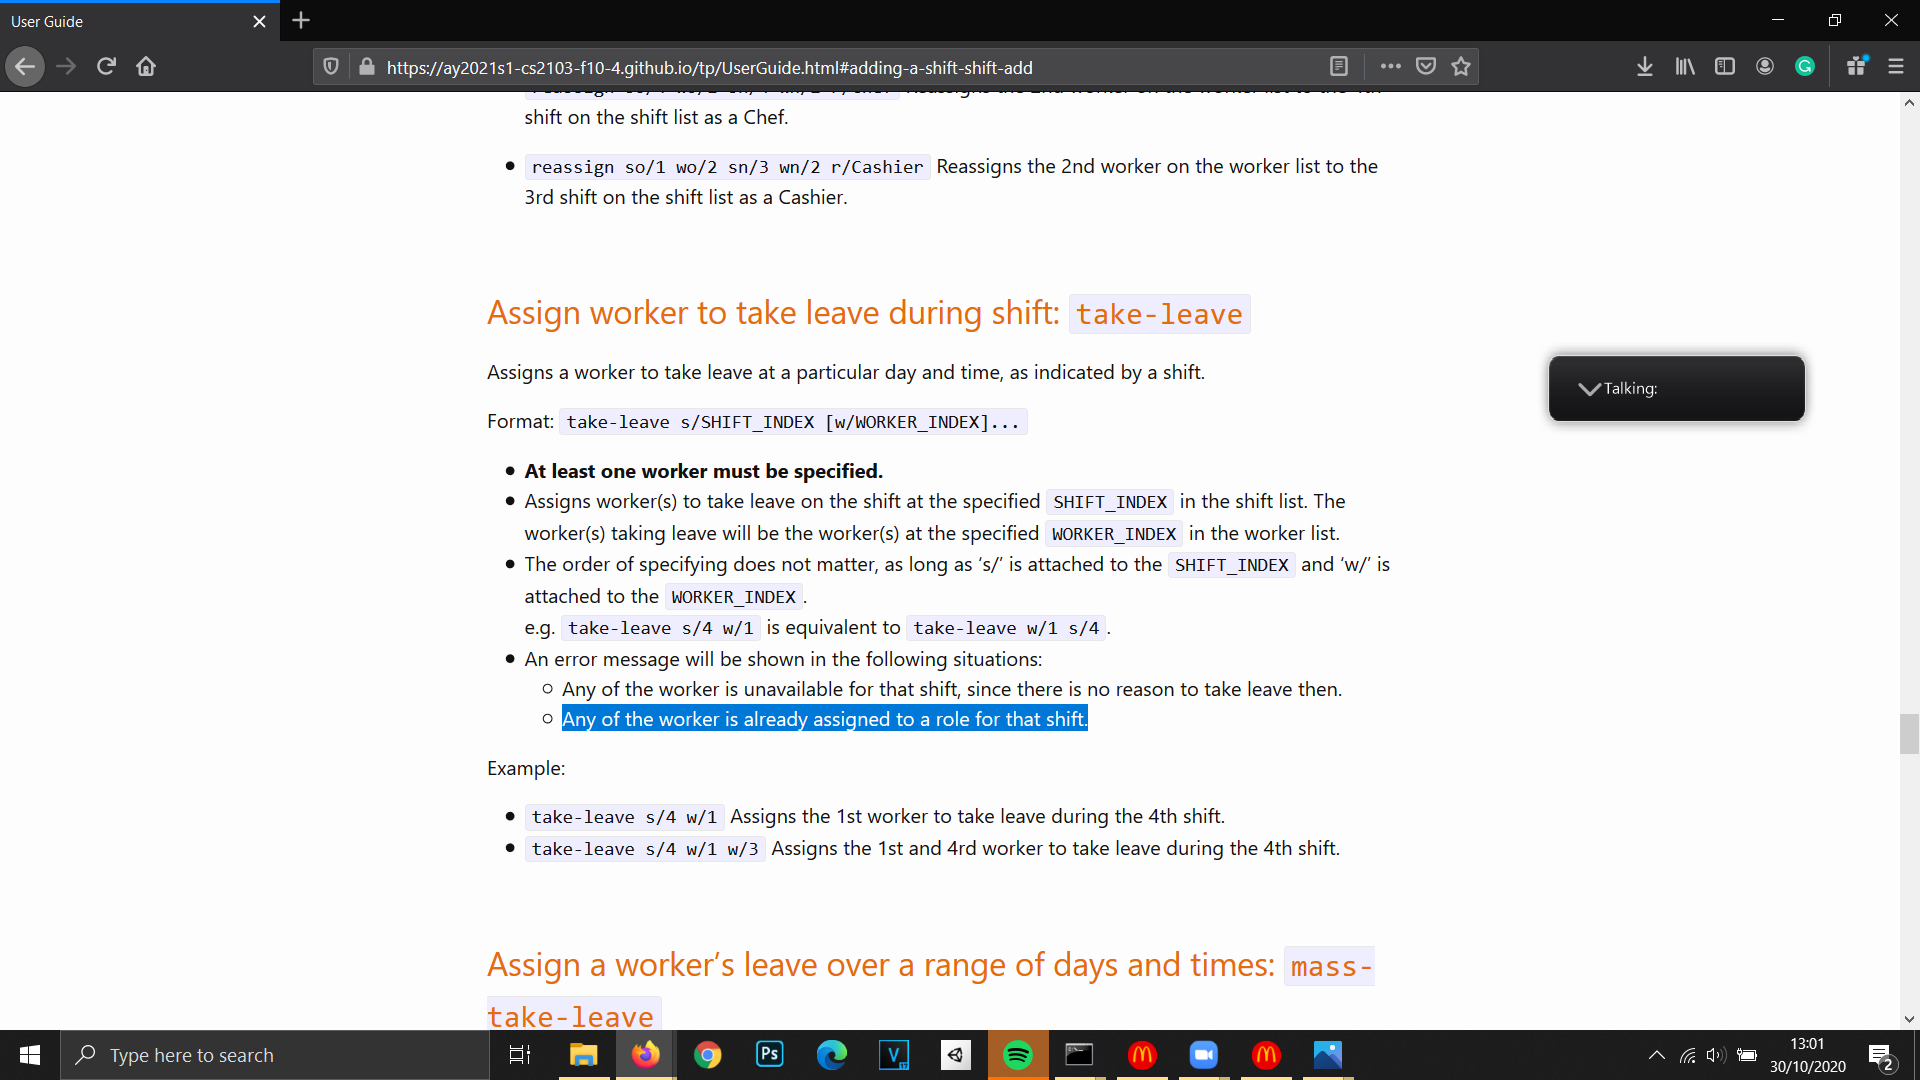 User Guide
https://ay2021s1-cs2103-f10-4.github.io/tp/UserGuide.html#adding-a-shift-shift-add
shift on the shift list as a Chef.
reassign so/1 wo/2 sn/3 wn/2 r/Cashier Reassigns the 2nd worker on the worker list to the
3rd shift on the shift list as a Cashier.
Assign worker to take leave during shift: take-leave
Assigns a worker to take leave at a particular day and time, as indicated by a shift.
Talking:
Format: take-leave s/SHIFT_INDEX [w/WORKER_INDEX]...
At least one worker must be specified.
Assigns worker(s) to take leave on the shift at the specified SHIFT_INDEX in the shift list. The
worker(s) taking leave will be the worker(s) at the specified WORKER_INDEX in the worker list.
The order of specifying does not matter, as long as ‘s/’ is attached to the SHIFT_INDEX and ‘w/’ is
attached to the WORKER_INDEX.
e.g. take-leave s/4 w/1 is equivalent to take-leave w/1 s/4.
An error message will be shown in the following situations:
Any of the worker is unavailable for that shift, since there is no reason to take leave then.
Any of the worker is already assigned to a role for that shift.
Example:
take-leave s/4 w/1 Assigns the 1st worker to take leave during the 4th shift.
take-leave s/4 w/1 w/3 Assigns the 1st and 4rd worker to take leave during the 4th shift.
Assign a worker’s leave over a range of days and times: mass-
take-leave
Type here to search
Ps
V
13:01
30/10/2020
2